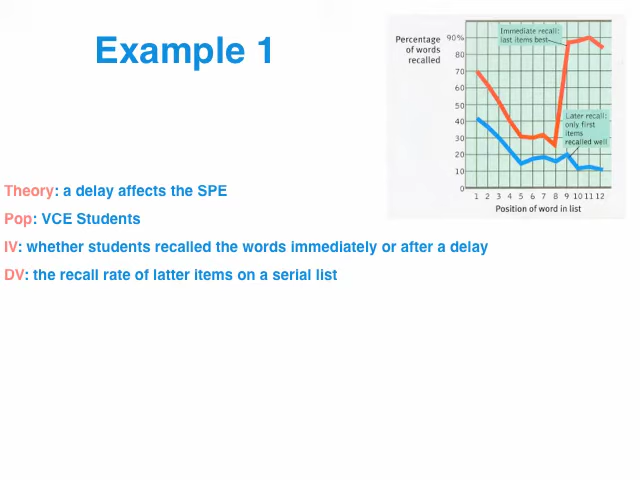 Example 1
Percentage
of words
recalled
90%
80
70
60
50
40
30
20
10
0
Immediate recall:
last items best
Later recall:
only first
items
recalled well
1 2 3 4 5 6 7 8 9 10 11 12
Position of word in list
Theory: a delay affects the SPE
Pop: VCE Students
IV: whether students recalled the words immediately or after a delay
DV: the recall rate of latter items on a serial list